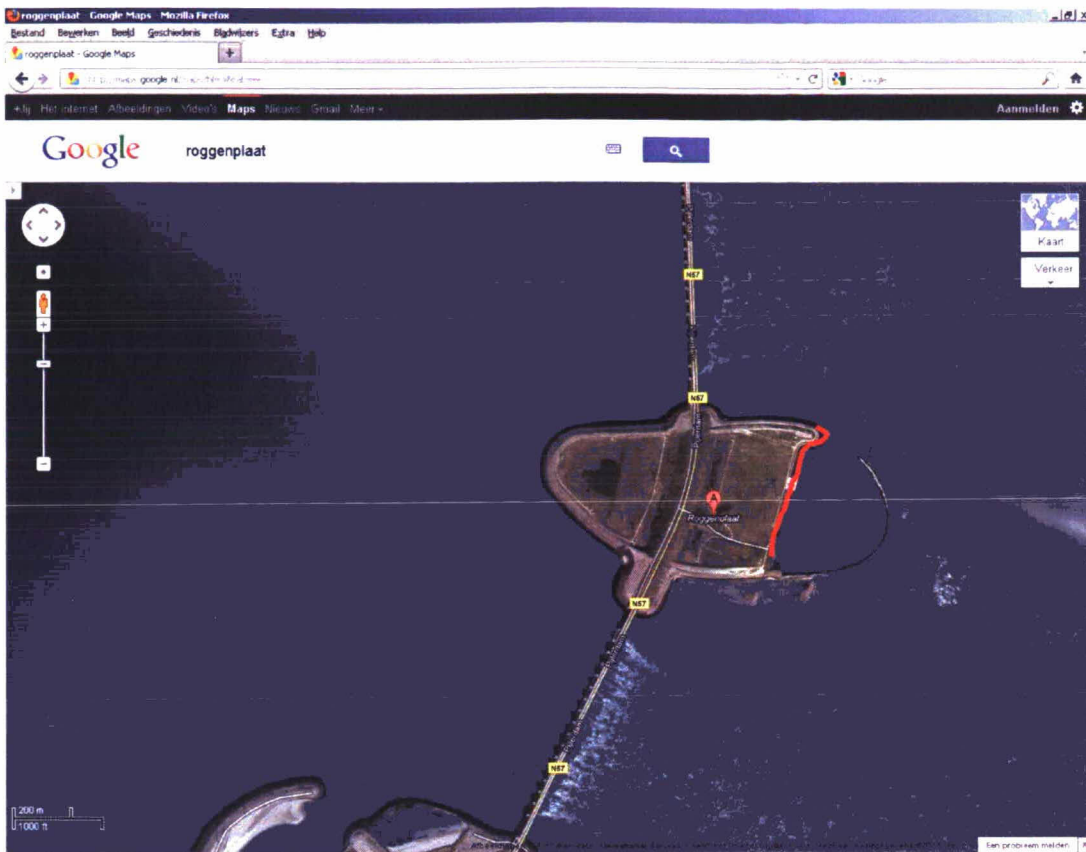 roggenplaat - Google Maps - Mozilla Firefox
Bestand Bewerken Beeld Geschiedenis Bladwijzers Extra Help
roggenplaat - Google Maps
Google
+Jij Het internet Afbeeldingen Video's Maps Nieuws Gmail Meer
Aanmelden
Google roggenplaat
Kaart
Verkeer
N57
N57
A
Roggenplaat
N57
N57
200 m
1000 ft
Een probleem melden